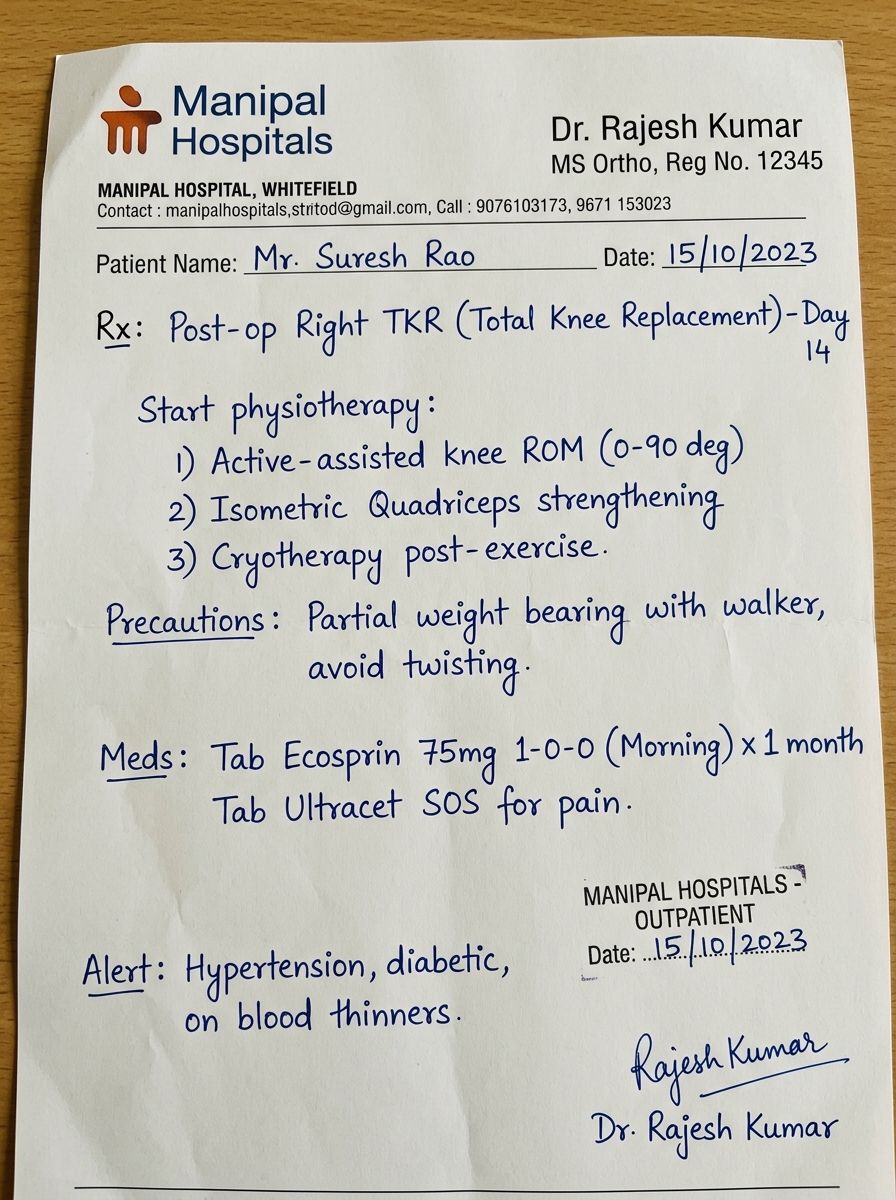 Manipal
Hospitals
Dr. Rajesh Kumar
MS Ortho, Reg No. 12345
MANIPAL HOSPITAL, WHITEFIELD
Contact : manipalhospitals,stritod@gmail.com, Call : 9076103173, 9671 153023
Patient Name: Mr. Suresh Rao Date: 15/10/2023
Rx: Post-op Right TKR (Total Knee Replacement)-Day
14
Start physiotherapy:
1) Active-assisted knee ROM (0-90 deg)
2) Isometric Quadriceps strengthening
3) Cryotherapy post-exercise.
Precautions: Partial weight bearing with walker,
avoid twisting.
Meds: Tab Ecosprin 75mg 1-0-0 (Morning) x 1 month
Tab Ultracet SOS for pain.
MANIPAL HOSPITALS -
OUTPATIENT
Date: 15/10/2023
Alert: Hypertension, diabetic,
on blood thinners.
Rajesh Kumar
Dr. Rajesh Kumar